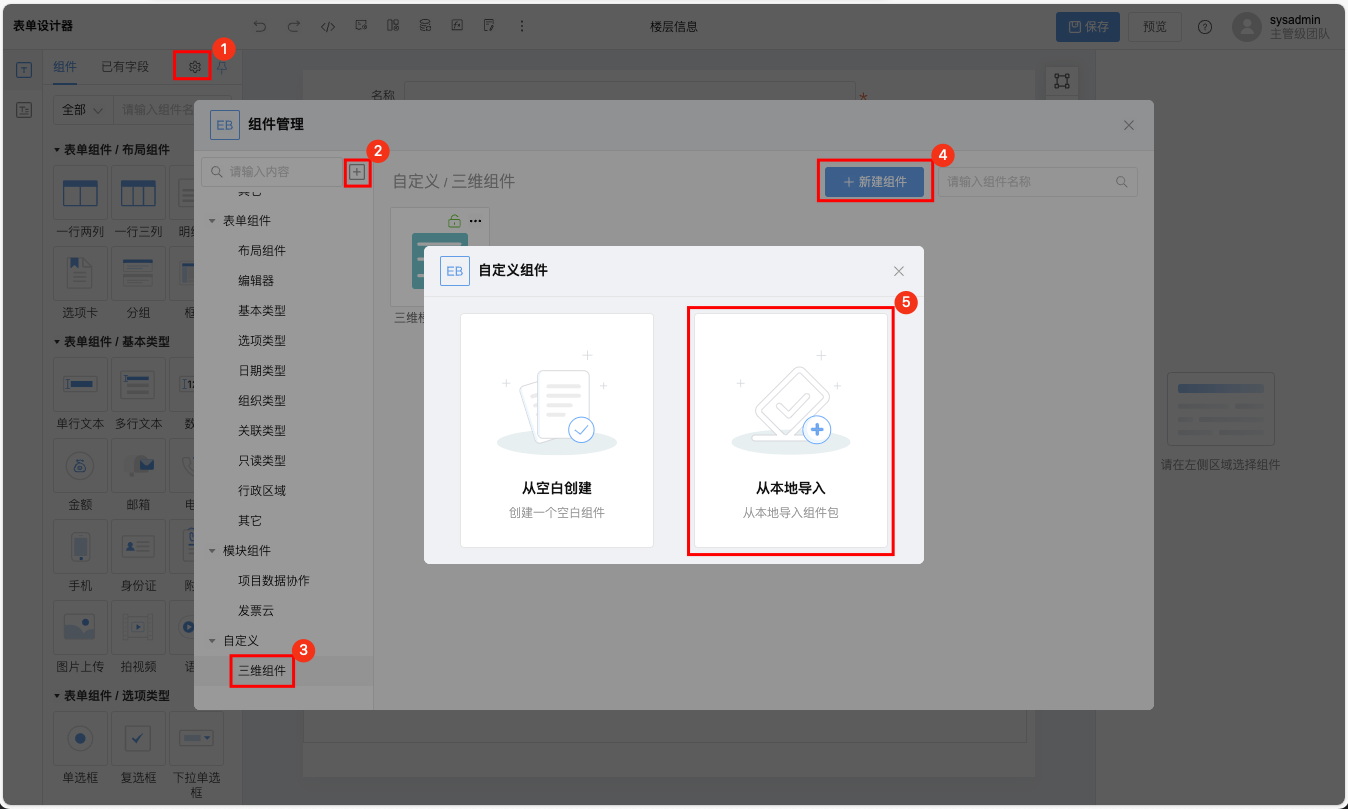 表单设计器
楼层信息
保存
预览
sysadmin
主管级团队
1
组件
已有字段
全部
请输入组件名
名称
*
EB 组件管理
2
请输入内容
自定义 / 三维组件
4
+ 新建组件
请输入组件名称
表单组件 / 布局组件
一行两列
一行三列
选项卡
分组
表单组件 / 基本类型
单行文本
多行文本
金额
邮箱
手机
身份证
图片上传
拍视频
表单组件 / 选项类型
单选框
复选框
下拉单选框
表单组件
布局组件
编辑器
基本类型
选项类型
日期类型
组织类型
关联类型
只读类型
行政区域
其它
模块组件
项目数据协作
发票云
自定义
3
三维组件
EB 自定义组件
5
从空白创建
创建一个空白组件
从本地导入
从本地导入组件包
请在左侧区域选择组件